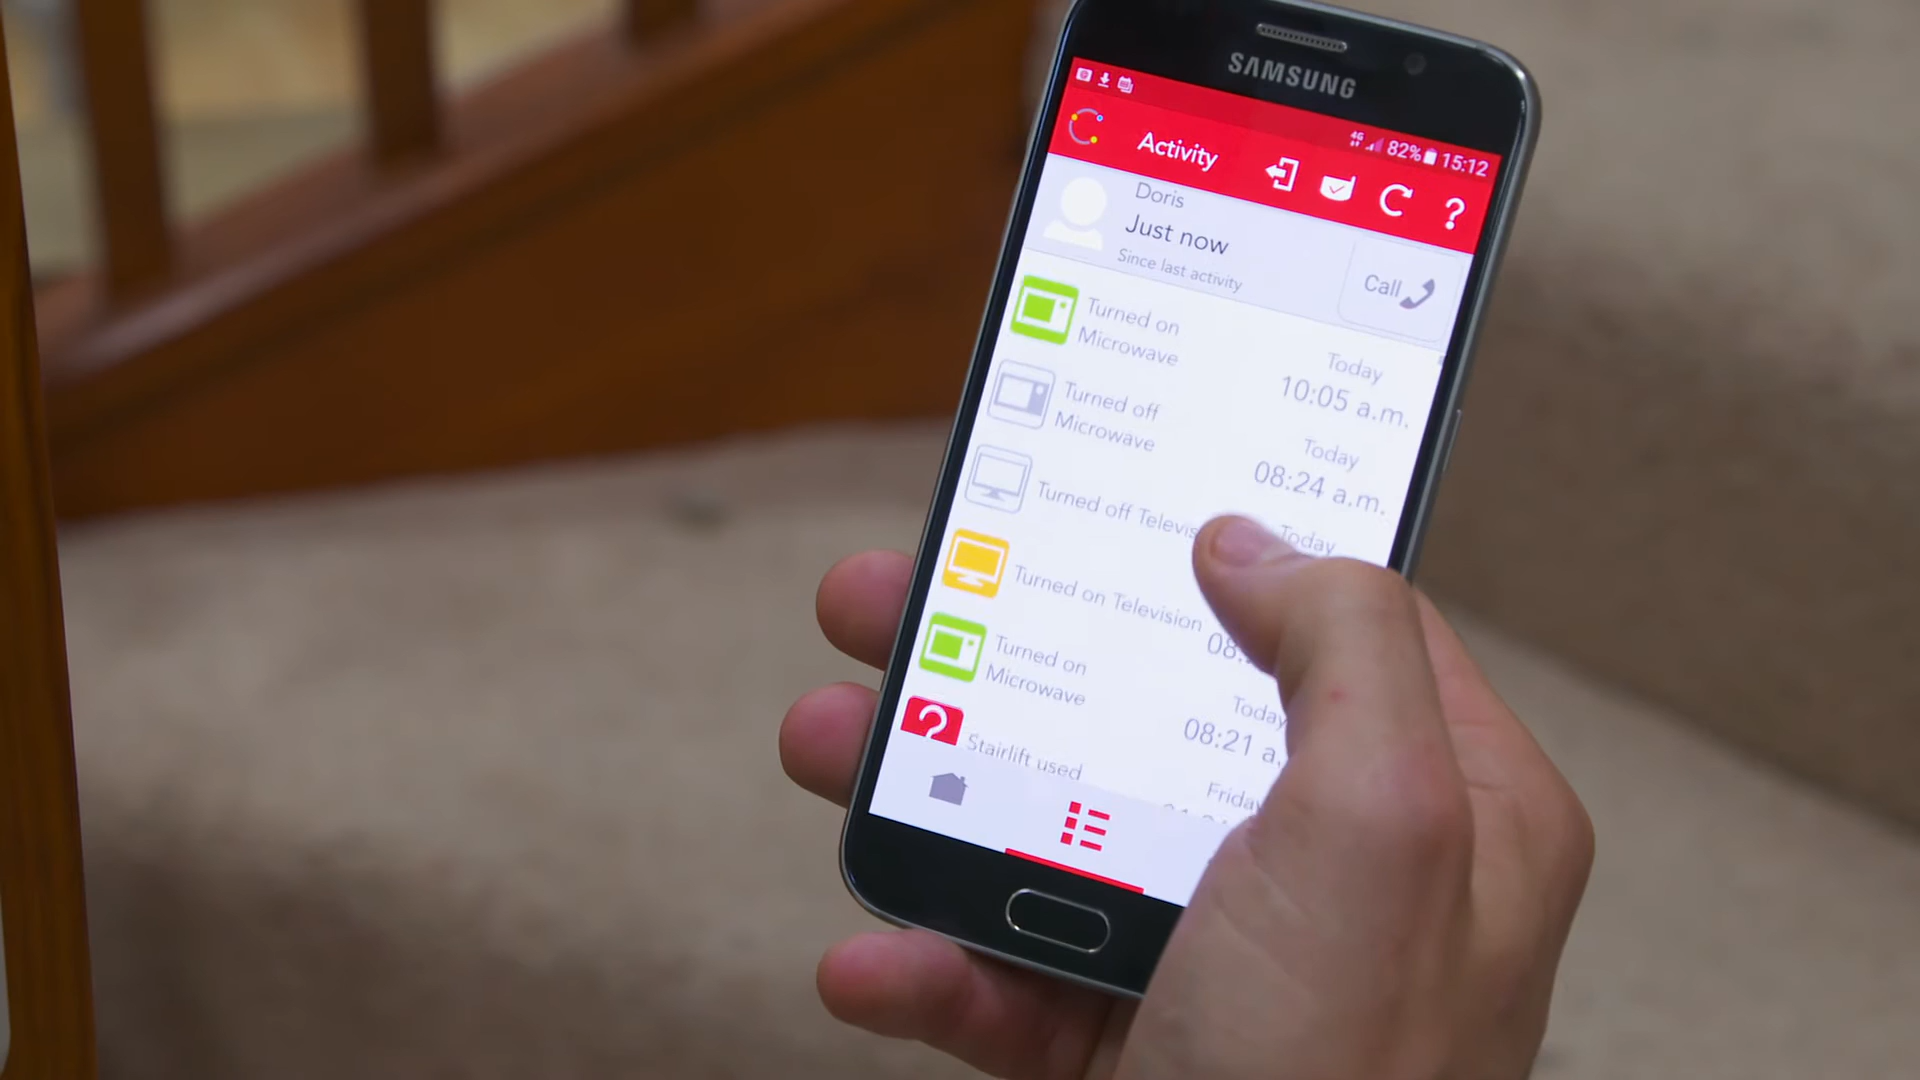 SAMSUNG
4G 82% 15:12
Activity
?
Doris
Just now
Since last activity
Call
Turned on
Microwave
Today
10:05 a.m.
Turned off
Microwave
Today
08:24 a.m.
Turned off
Today
Turned on Television
Turned on
Microwave
Today
08:21
Stairlift used